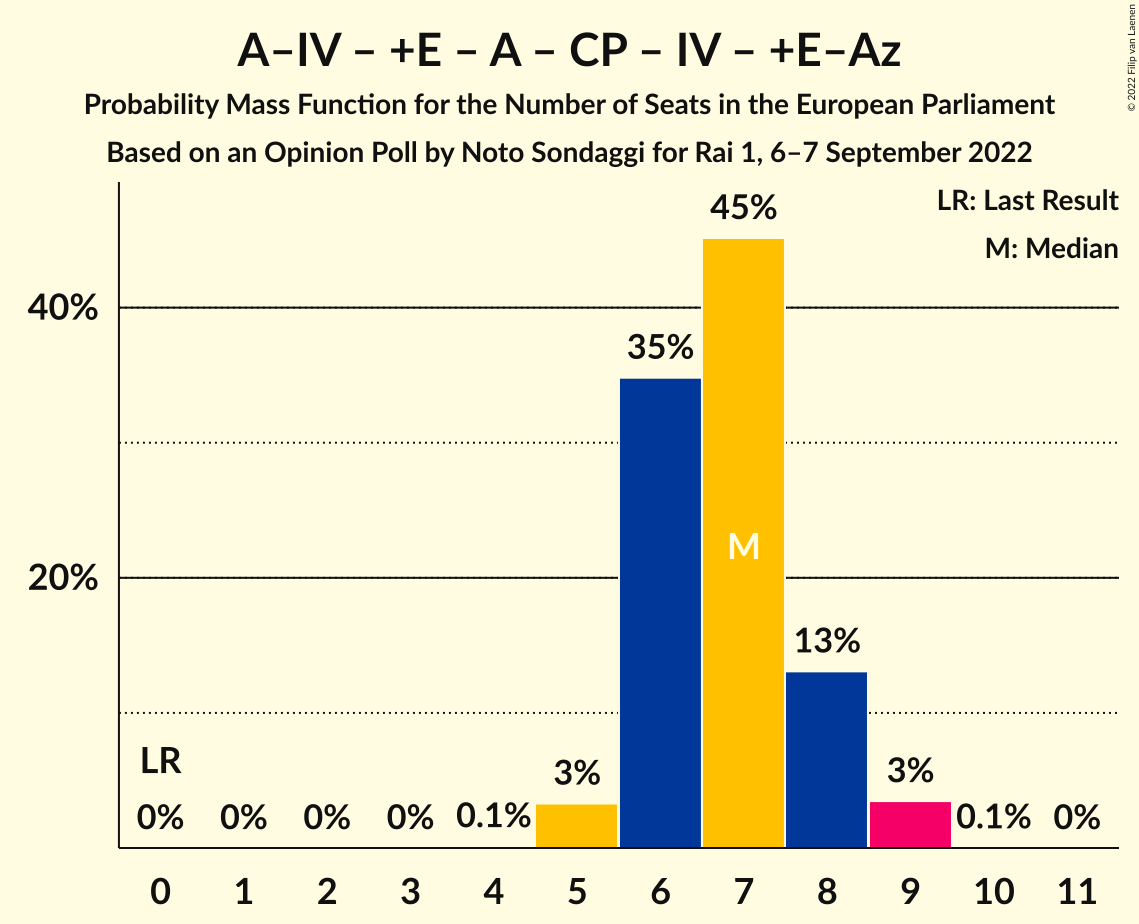 A–IV – +E – A – CP – IV – +E–Az
Probability Mass Function for the Number of Seats in the European Parliament
Based on an Opinion Poll by Noto Sondaggi for Rai 1, 6–7 September 2022
© 2022 Filip van Laenen
LR: Last Result
M: Median
45%
40%
35%
M
20%
13%
LR
0% 0% 0% 0% 0.1% 3% 3% 0.1% 0%
0 1 2 3 4 5 6 7 8 9 10 11